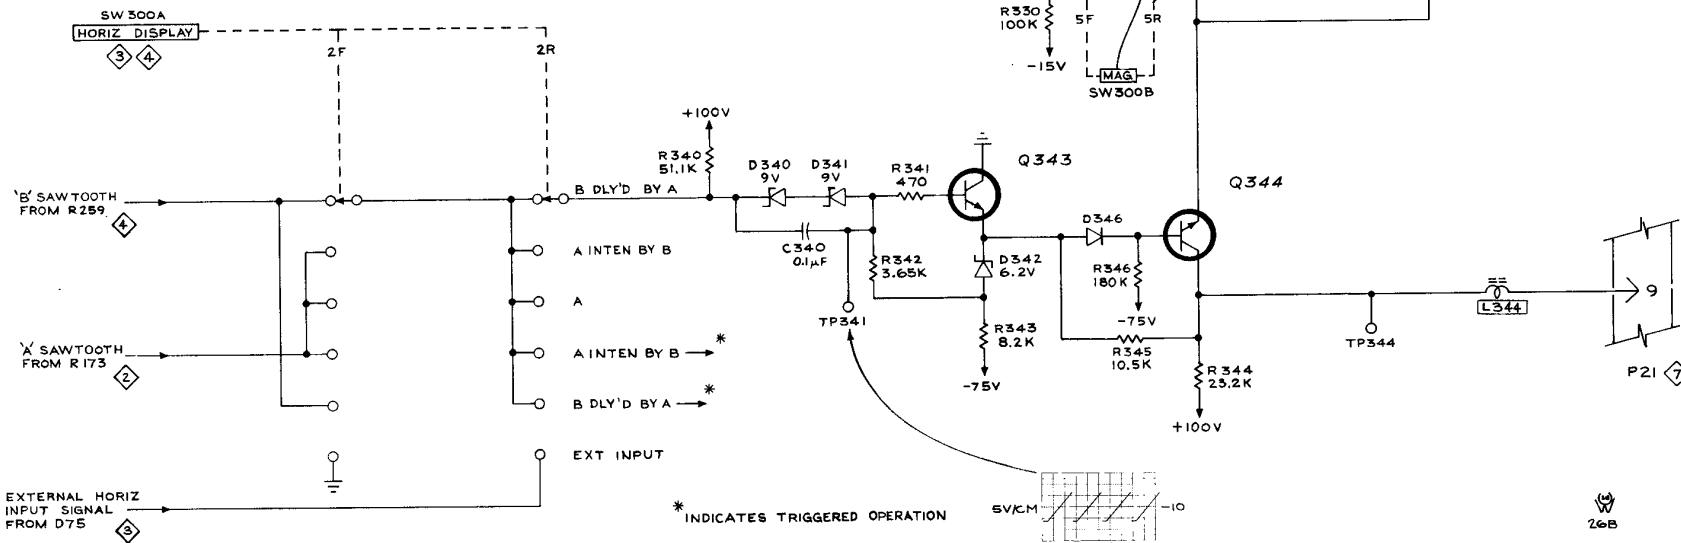 SW300A
HORIZ DISPLAY
3 4
2F
2R
R330
100K
-15V
5F
5R
MAG
SW300B
+100V
R340
51.1K
'B' SAWTOOTH
FROM R259
4
B DLY'D BY A
D340
9V
D341
9V
R341
470
Q343
Q344
C340
0.1µF
R342
3.65K
D342
6.2V
D346
A INTEN BY B
A
TP341
R346
180K
-75V
R343
8.2K
-75V
R345
10.5K
L344
9
TP344
P21 7
'A' SAWTOOTH
FROM R173
2
A INTEN BY B *
B DLY'D BY A *
R344
23.2K
+100V
EXT INPUT
EXTERNAL HORIZ
INPUT SIGNAL
FROM D75
3
* INDICATES TRIGGERED OPERATION
5V/CM
-10
26B